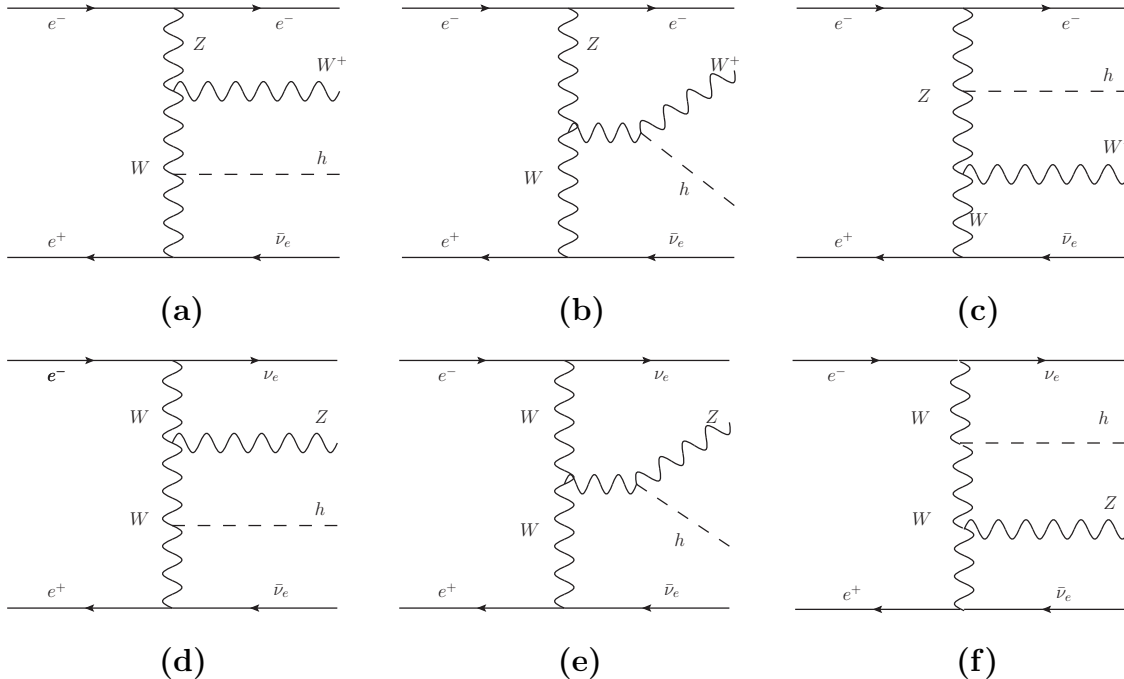 e⁻ e⁻ e⁻ e⁻ e⁻ e⁻
Z Z h
W⁺ W⁺
Z
W h W h W
W
e⁺ ν̄ₑ e⁺ ν̄ₑ e⁺ ν̄ₑ
(a) (b) (c)
e⁻ νₑ e⁻ νₑ e⁻ νₑ
W Z W Z W h
W h W h W Z
e⁺ ν̄ₑ e⁺ ν̄ₑ e⁺ ν̄ₑ
(d) (e) (f)